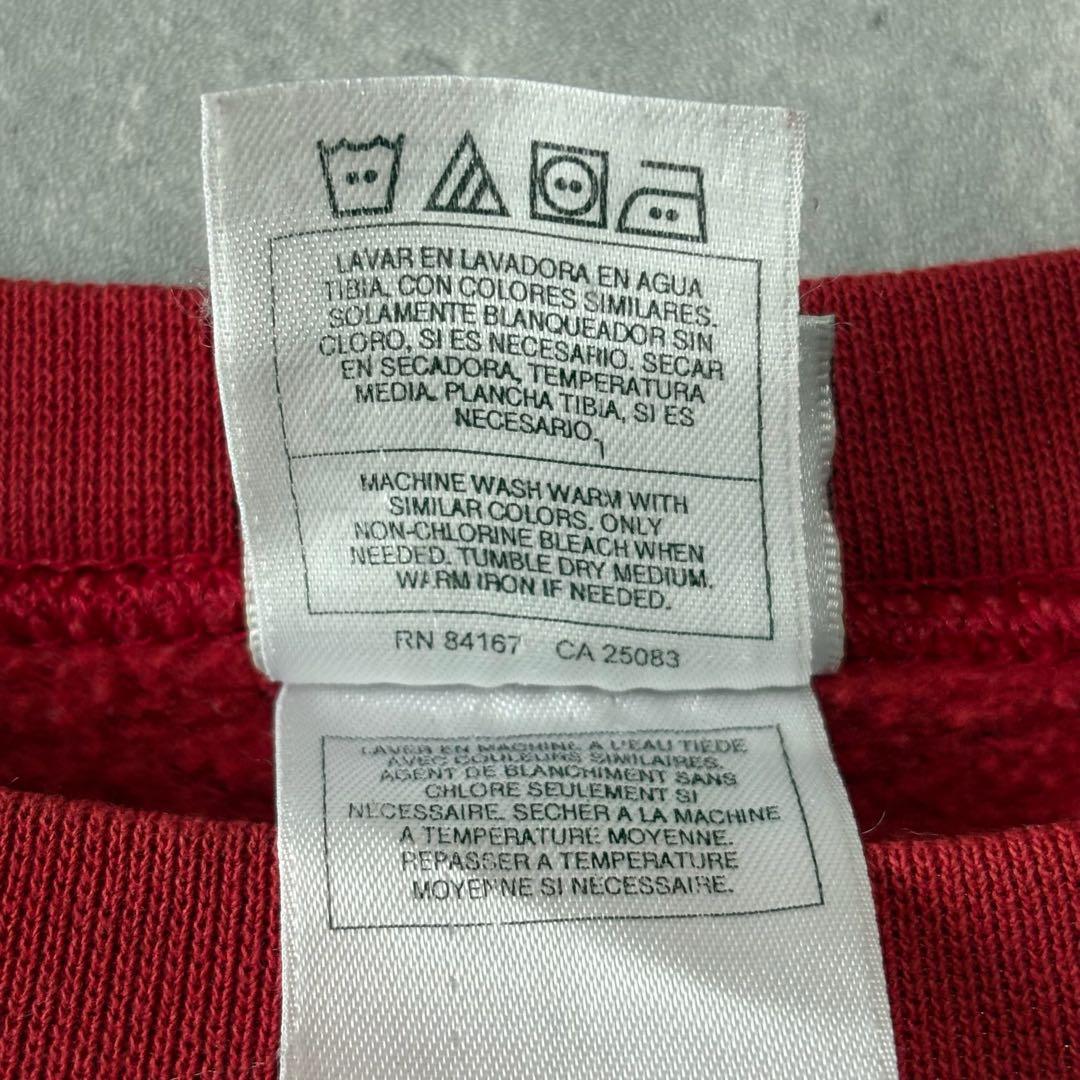 LAVAR EN LAVADORA EN AGUA
TIBIA, CON COLORES SIMILARES.
SOLAMENTE BLANQUEADOR SIN
CLORO, SI ES NECESARIO. SECAR
EN SECADORA, TEMPERATURA
MEDIA. PLANCHA TIBIA, SI ES
NECESARIO.
MACHINE WASH WARM WITH
SIMILAR COLORS. ONLY
NON-CHLORINE BLEACH WHEN
NEEDED. TUMBLE DRY MEDIUM.
WARM IRON IF NEEDED.
RN 84167 CA 25083
LAVER EN MACHINE A L'EAU TIEDE
AVEC COULEURS SIMILAIRES.
AGENT DE BLANCHIMENT SANS
CHLORE SEULEMENT SI
NECESSAIRE. SECHER A LA MACHINE
A TEMPERATURE MOYENNE.
REPASSER A TEMPERATURE
MOYENNE SI NECESSAIRE.